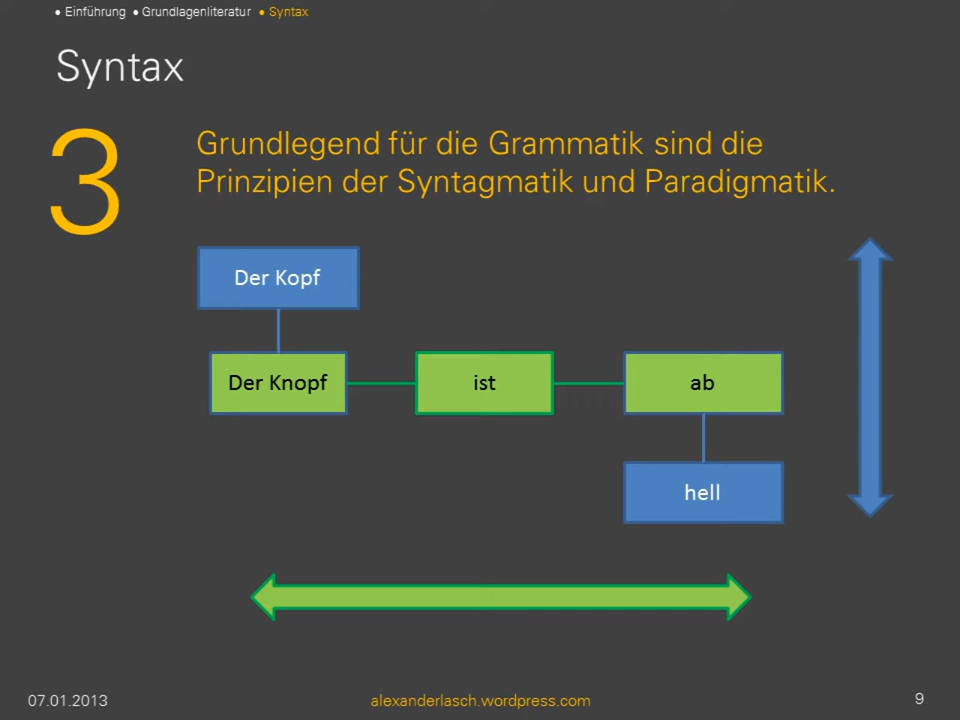 • Einführung • Grundlagenliteratur • Syntax
Syntax
3
Grundlegend für die Grammatik sind die
Prinzipien der Syntagmatik und Paradigmatik.
Der Kopf
Der Knopf ist ab
hell
07.01.2013 alexanderlasch.wordpress.com 9